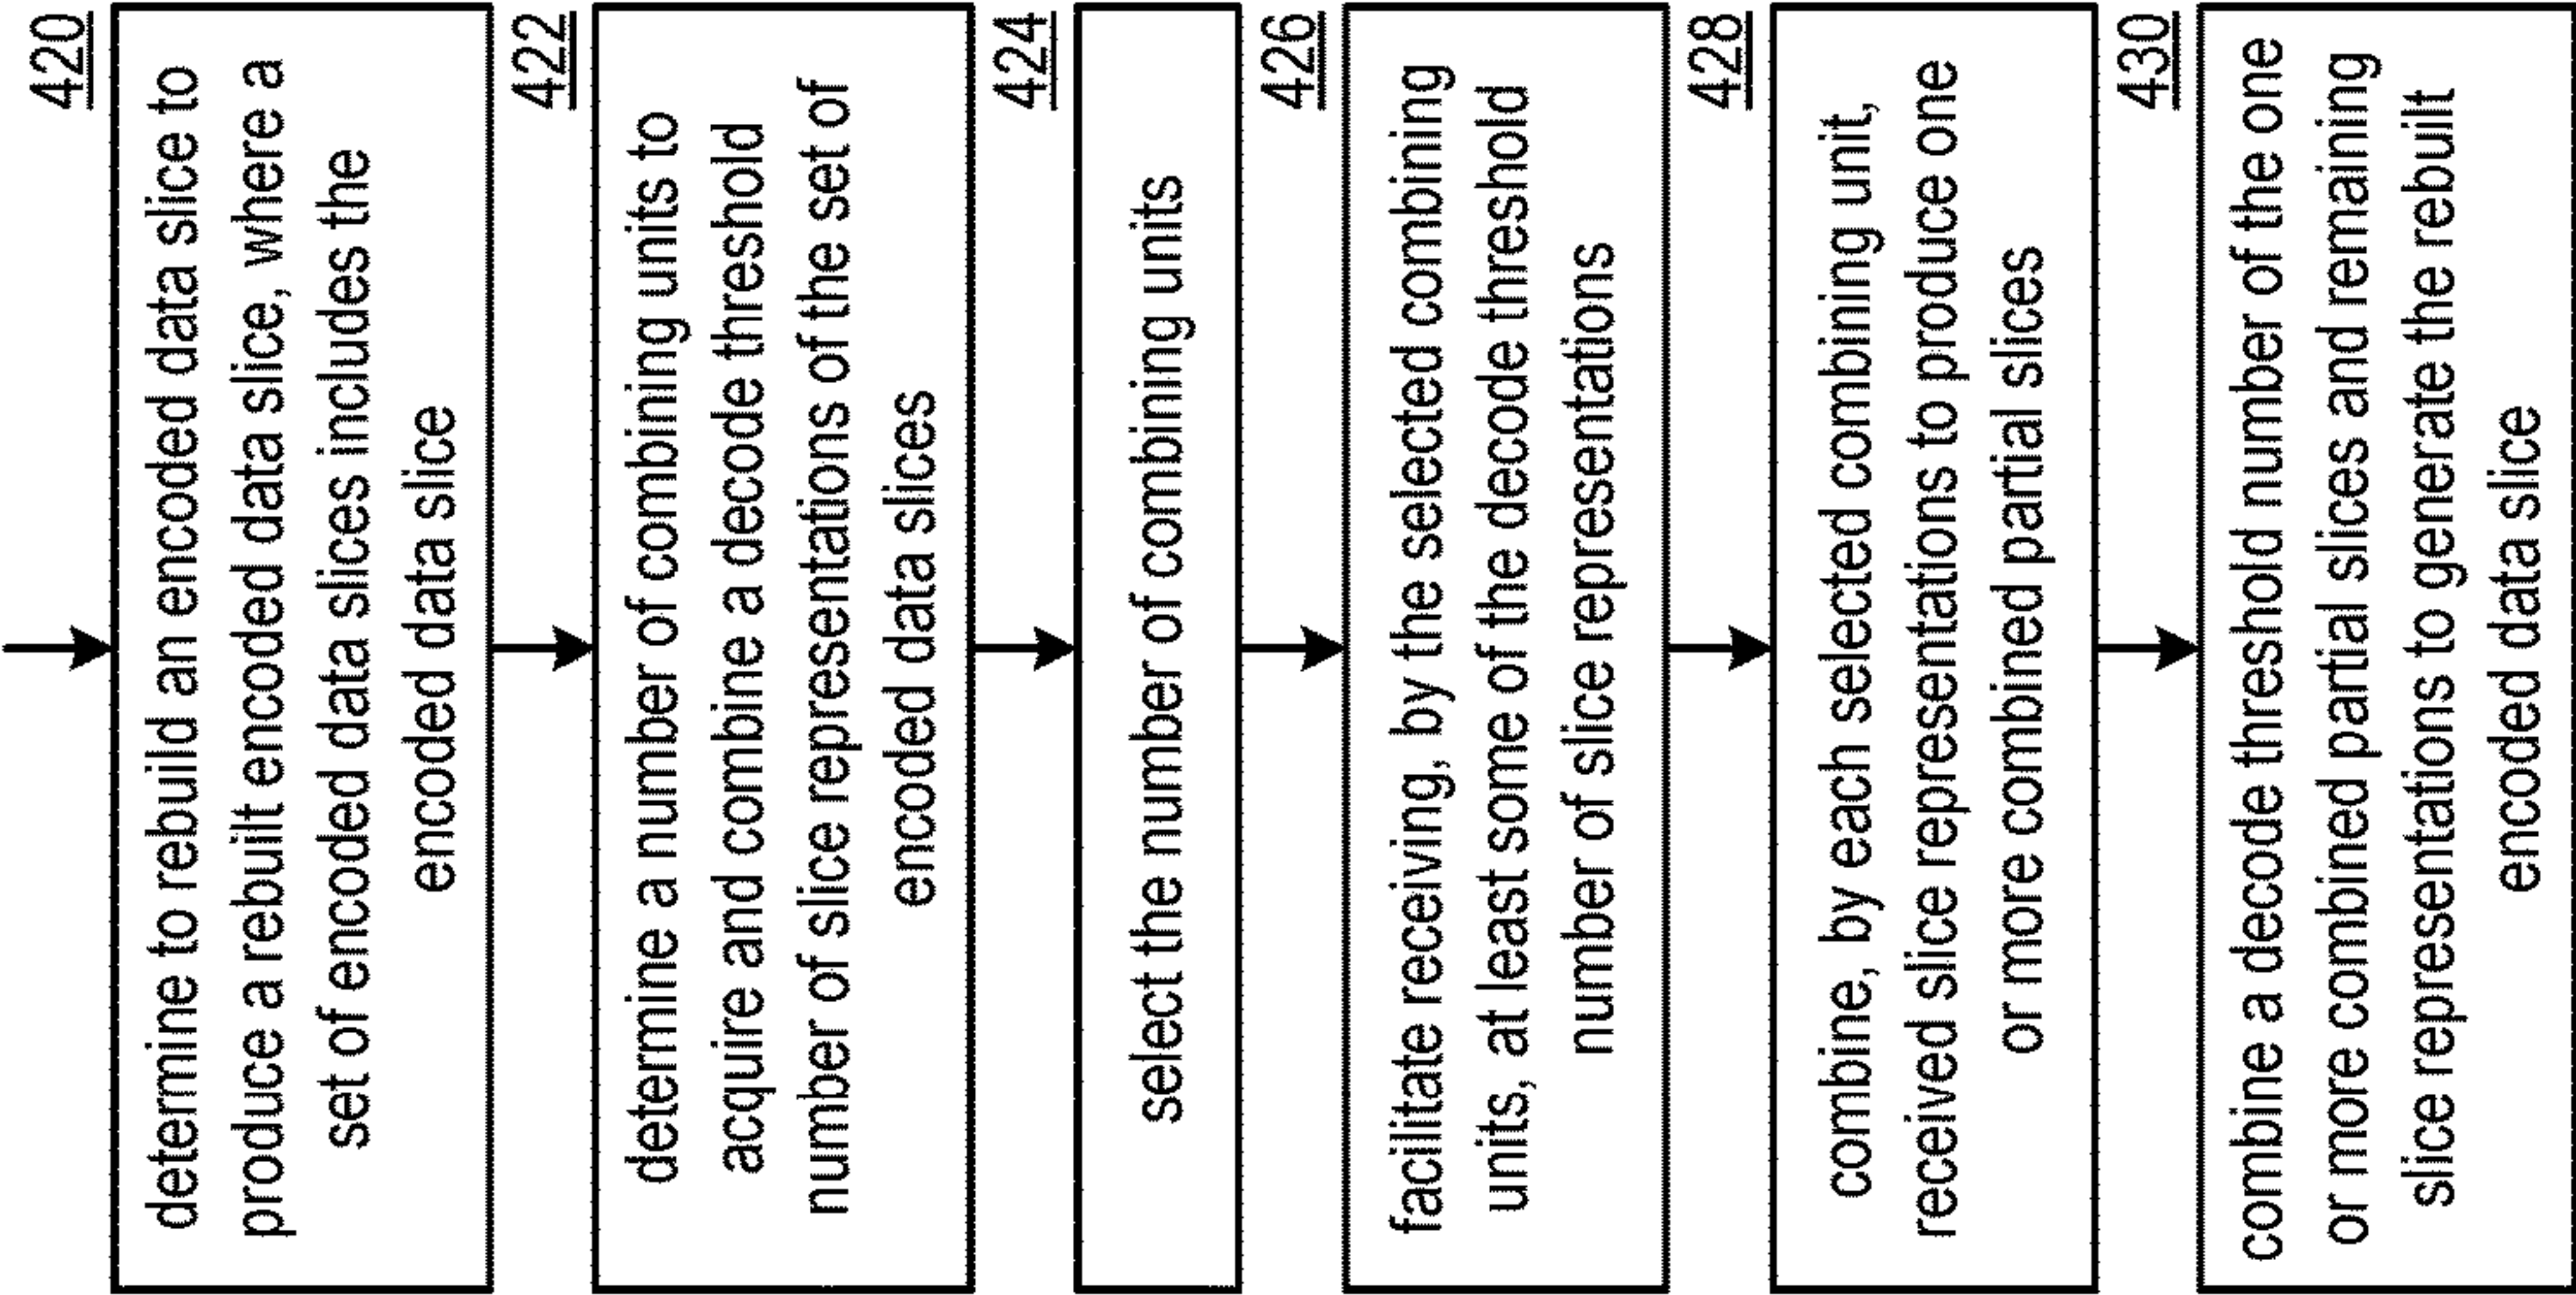 420
determine to rebuild an encoded data slice to
produce a rebuilt encoded data slice, where a
set of encoded data slices includes the
encoded data slice
422
determine a number of combining units to
acquire and combine a decode threshold
number of slice representations of the set of
encoded data slices
424
select the number of combining units
426
facilitate receiving, by the selected combining
units, at least some of the decode threshold
number of slice representations
428
combine, by each selected combining unit,
received slice representations to produce one
or more combined partial slices
430
combine a decode threshold number of the one
or more combined partial slices and remaining
slice representations to generate the rebuilt
encoded data slice